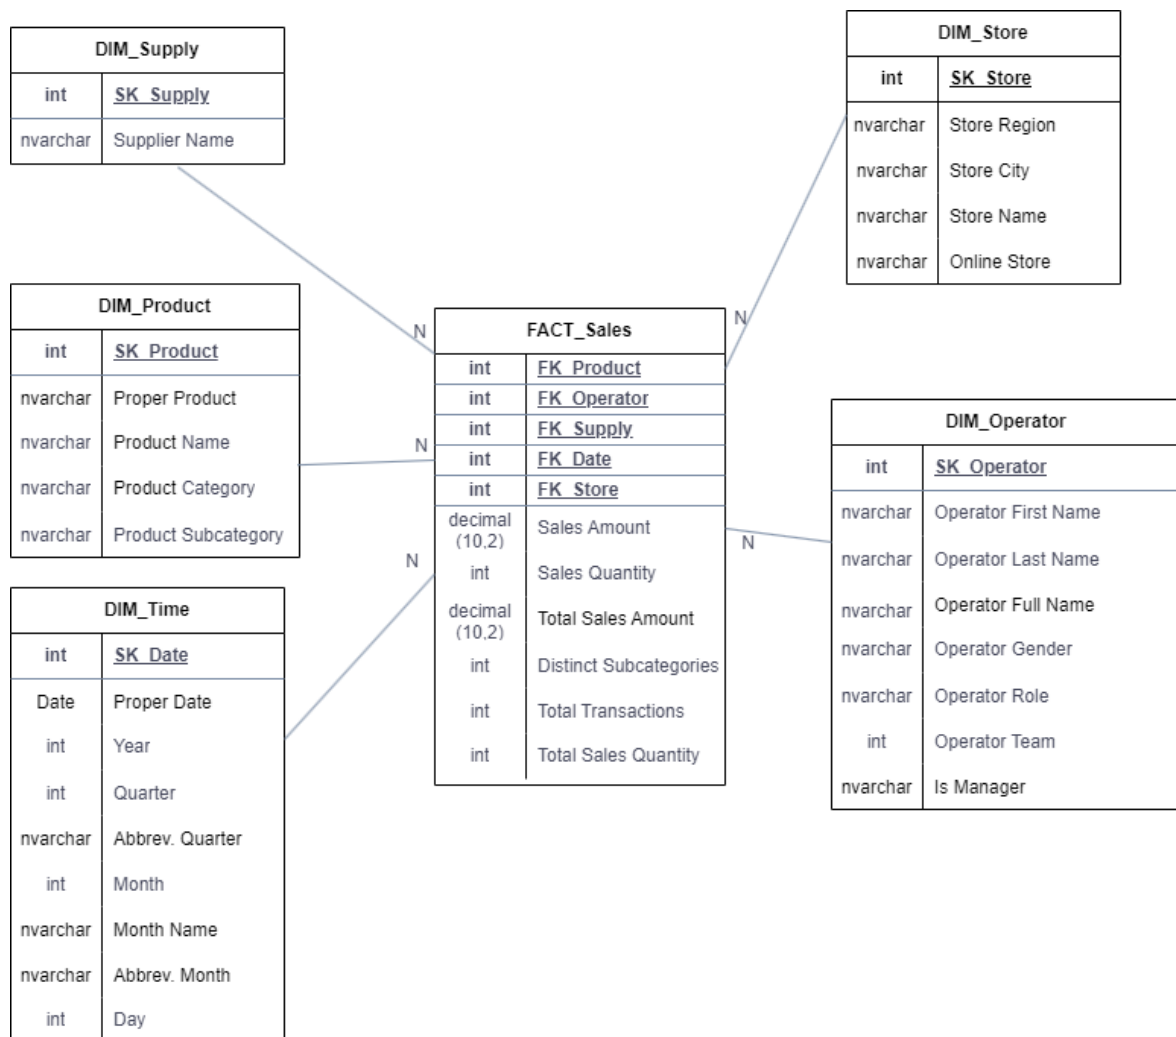 DIM_Supply
int SK_Supply
nvarchar Supplier Name
DIM_Store
int SK_Store
nvarchar Store Region
nvarchar Store City
nvarchar Store Name
nvarchar Online Store
DIM_Product
int SK_Product
nvarchar Proper Product
nvarchar Product Name
nvarchar Product Category
nvarchar Product Subcategory
N
N
N
N
N
FACT_Sales
int FK_Product
int FK_Operator
int FK_Supply
int FK_Date
int FK_Store
decimal
(10,2) Sales Amount
int Sales Quantity
decimal
(10,2) Total Sales Amount
int Distinct Subcategories
int Total Transactions
int Total Sales Quantity
DIM_Operator
int SK_Operator
nvarchar Operator First Name
nvarchar Operator Last Name
nvarchar Operator Full Name
nvarchar Operator Gender
nvarchar Operator Role
int Operator Team
nvarchar Is Manager
DIM_Time
int SK_Date
Date Proper Date
int Year
int Quarter
nvarchar Abbrev. Quarter
int Month
nvarchar Month Name
nvarchar Abbrev. Month
int Day